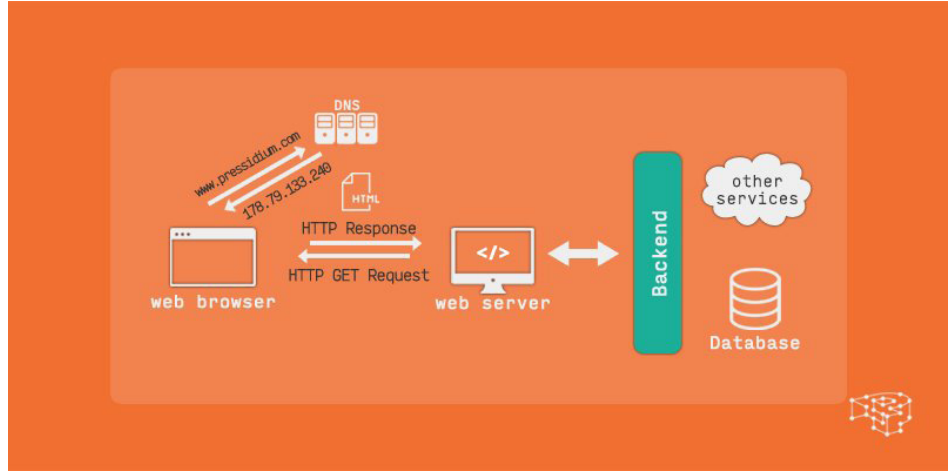 DNS
www.pressidium.com
178.79.133.240
HTML
HTTP Response
HTTP GET Request
</>
web browser
web server
Backend
other
services
Database